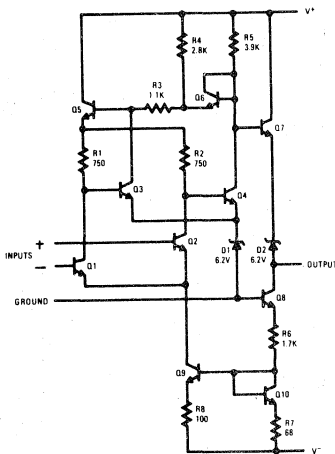 V+
R4
2.8K
R5
3.9K
R3
1.1K
Q6
Q5
Q7
R1
750
R2
750
Q3
Q4
+
INPUTS
−
Q2
Q1
D1
6.2V
D2
6.2V
OUTPUT
GROUND
Q8
R6
1.7K
Q9
Q10
R8
100
R7
68
V−